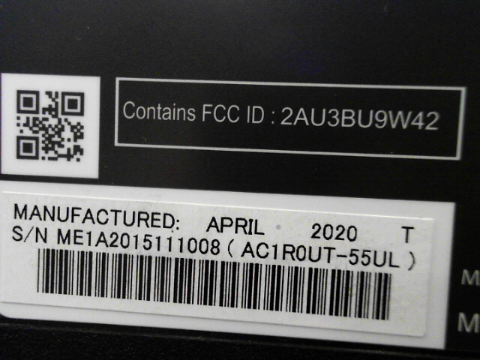 Contains FCC ID : 2AU3BU9W42
MANUFACTURED: APRIL 2020 T
S/N ME1A2015111008 ( AC1R0UT-55UL )
M
M